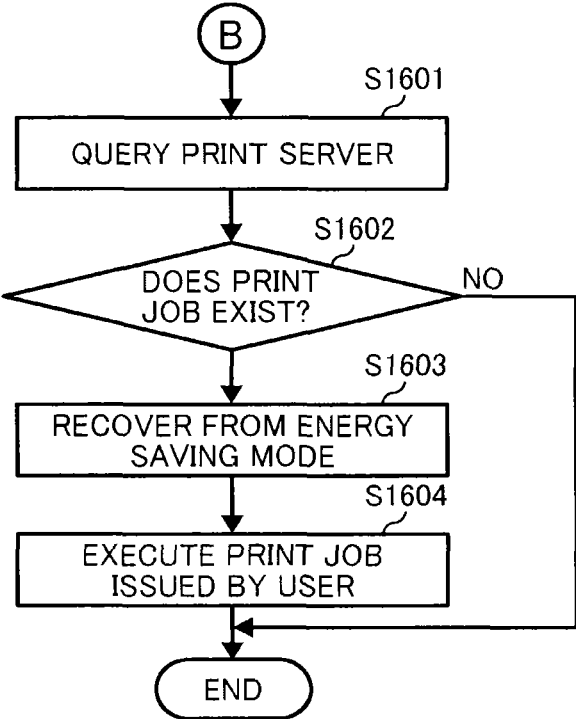 B
S1601
QUERY PRINT SERVER
S1602
DOES PRINT
JOB EXIST?
NO
S1603
RECOVER FROM ENERGY
SAVING MODE
S1604
EXECUTE PRINT JOB
ISSUED BY USER
END